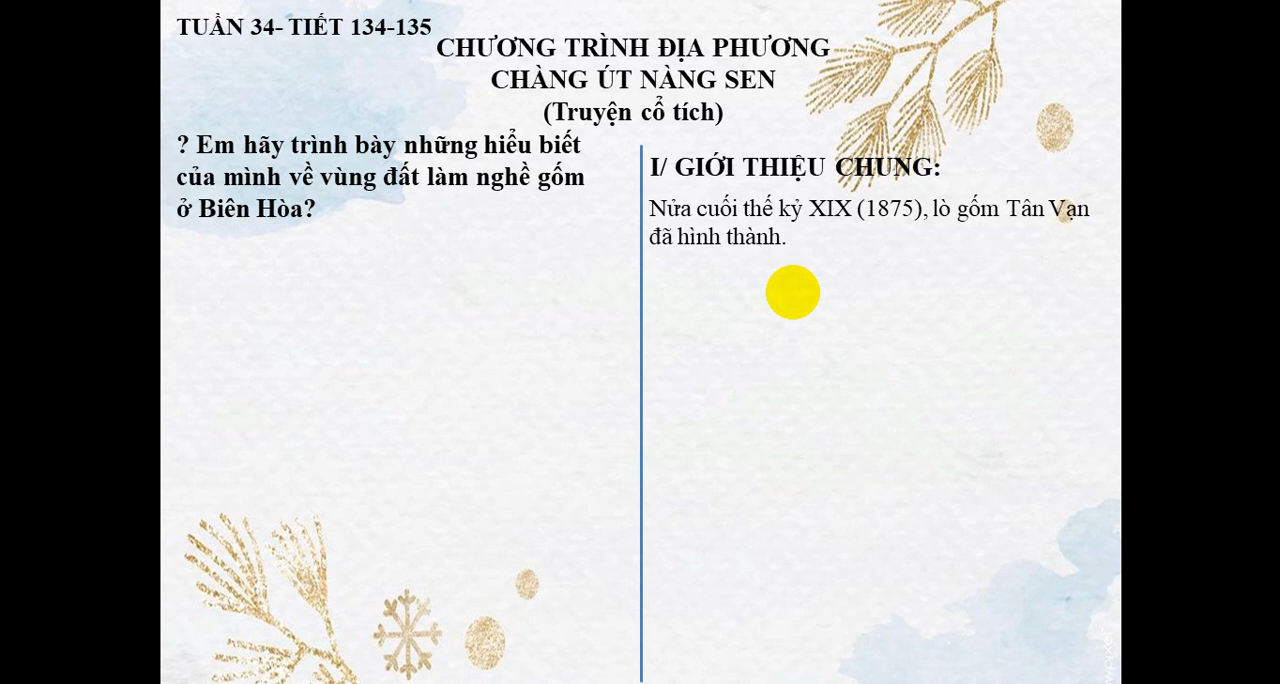 TUẦN 34- TIẾT 134-135
CHƯƠNG TRÌNH ĐỊA PHƯƠNG
CHÀNG ÚT NÀNG SEN
(Truyện cổ tích)
? Em hãy trình bày những hiểu biết
của mình về vùng đất làm nghề gốm
ở Biên Hòa?
I/ GIỚI THIỆU CHUNG:
Nửa cuối thế kỷ XIX (1875), lò gốm Tân Vạn
đã hình thành.